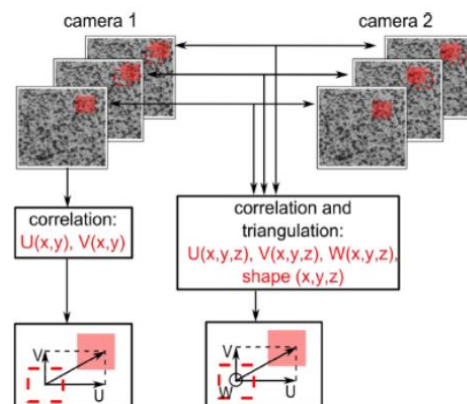 camera 1
camera 2
correlation:
U(x,y), V(x,y)
correlation and
triangulation:
U(x,y,z), V(x,y,z), W(x,y,z),
shape (x,y,z)
V
U
V
W
U